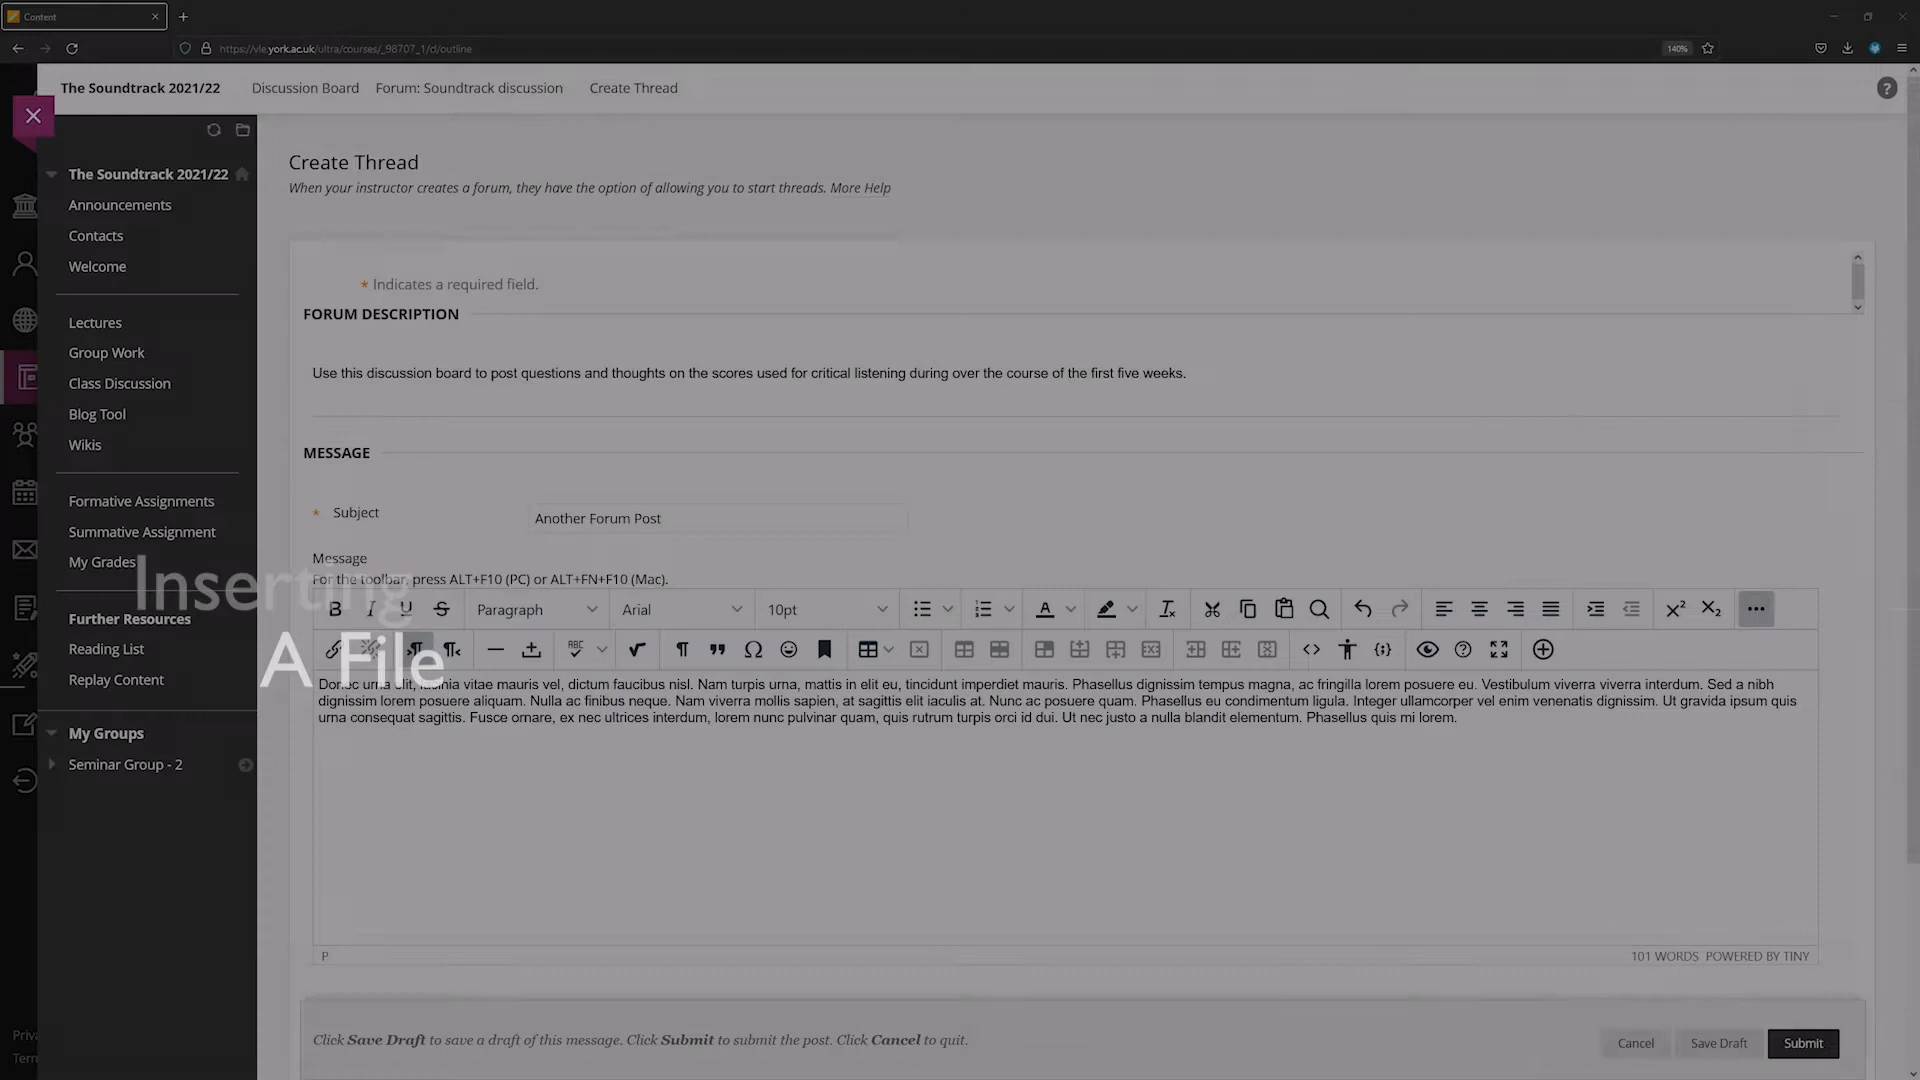 Content
https://vle.york.ac.uk/ultra/courses/_98707_1/d/outline
140%
The Soundtrack 2021/22
Discussion Board
Forum: Soundtrack discussion
Create Thread
?
The Soundtrack 2021/22
Announcements
Contacts
Welcome
Lectures
Group Work
Class Discussion
Blog Tool
Wikis
Formative Assignments
Summative Assignment
My Grades
Further Resources
Reading List
Replay Content
My Groups
Seminar Group - 2
Priva
Term
Inserting
A File
Create Thread
When your instructor creates a forum, they have the option of allowing you to start threads. More Help
* Indicates a required field.
FORUM DESCRIPTION
Use this discussion board to post questions and thoughts on the scores used for critical listening during over the course of the first five weeks.
MESSAGE
* Subject
Another Forum Post
Message
For the toolbar, press ALT+F10 (PC) or ALT+FN+F10 (Mac).
B I U S Paragraph Arial 10pt
Donec urna elit, lacinia vitae mauris vel, dictum faucibus nisl. Nam turpis urna, mattis in elit eu, tincidunt imperdiet mauris. Phasellus dignissim tempus magna, ac fringilla lorem posuere eu. Vestibulum viverra viverra interdum. Sed a nibh
dignissim lorem posuere aliquam. Nulla ac finibus neque. Nam viverra mollis sapien, at sagittis elit iaculis at. Nunc ac posuere quam. Phasellus eu condimentum ligula. Integer ullamcorper vel enim venenatis dignissim. Ut gravida ipsum quis
urna consequat sagittis. Fusce ornare, ex nec ultrices interdum, lorem nunc pulvinar quam, quis rutrum turpis orci id dui. Ut nec justo a nulla blandit elementum. Phasellus quis mi lorem.
P
101 WORDS POWERED BY TINY
Click Save Draft to save a draft of this message. Click Submit to submit the post. Click Cancel to quit.
Cancel
Save Draft
Submit